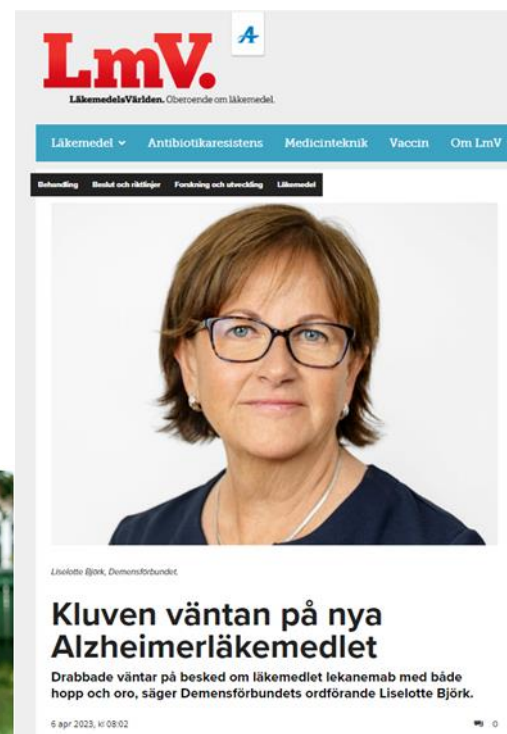 LmV.
LäkemedelsVärlden. Oberoende om läkemedel.
Läkemedel Antibiotikaresistens Medicinteknik Vaccin Om LmV
Behandling Beslut och riktlinjer Forskning och utveckling Läkemedel
Liselotte Björk, Demensförbundet.
Kluven väntan på nya
Alzheimerläkemedlet
Drabbade väntar på besked om läkemedlet lekanemab med både
hopp och oro, säger Demensförbundets ordförande Liselotte Björk.
6 apr 2023, kl 08:02 0